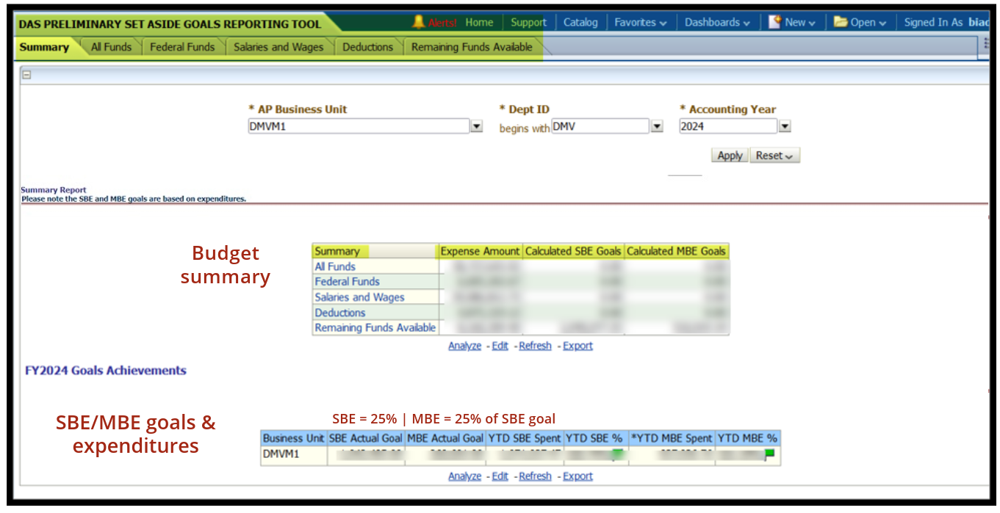 DAS PRELIMINARY SET ASIDE GOALS REPORTING TOOL Alerts! Home Support Catalog Favorites Dashboards New Open Signed In As biad
Summary All Funds Federal Funds Salaries and Wages Deductions Remaining Funds Available
* AP Business Unit * Dept ID * Accounting Year
DMVM1 begins with DMV 2024
Apply Reset
Summary Report
Please note the SBE and MBE goals are based on expenditures.
Budget
summary
Summary Expense Amount Calculated SBE Goals Calculated MBE Goals
All Funds
Federal Funds
Salaries and Wages
Deductions
Remaining Funds Available
Analyze - Edit - Refresh - Export
FY2024 Goals Achievements
SBE/MBE goals &
expenditures
SBE = 25% | MBE = 25% of SBE goal
Business Unit SBE Actual Goal MBE Actual Goal YTD SBE Spent YTD SBE % *YTD MBE Spent YTD MBE %
DMVM1
Analyze - Edit - Refresh - Export